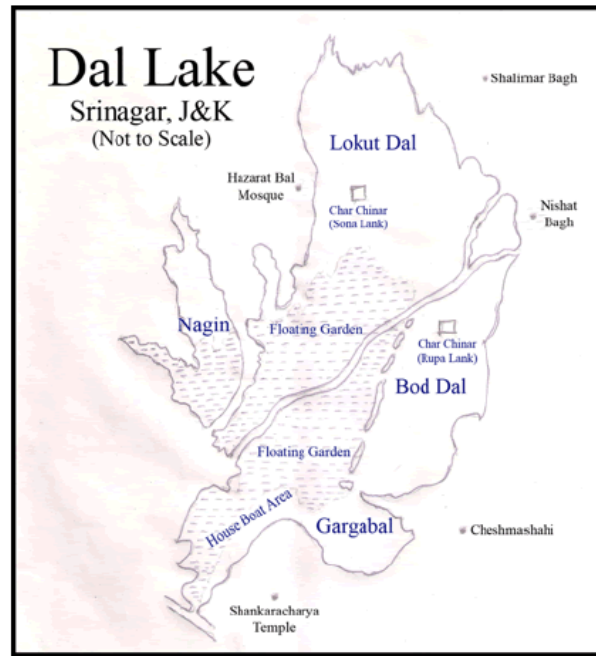 Dal Lake
Srinagar, J&K
(Not to Scale)
Shalimar Bagh
Lokut Dal
Hazarat Bal
Mosque
Char Chinar
(Sona Lank)
Nishat
Bagh
Nagin
Floating Garden
Char Chinar
(Rupa Lank)
Bod Dal
Floating Garden
House Boat Area
Gargabal
Cheshmashahi
Shankaracharya
Temple